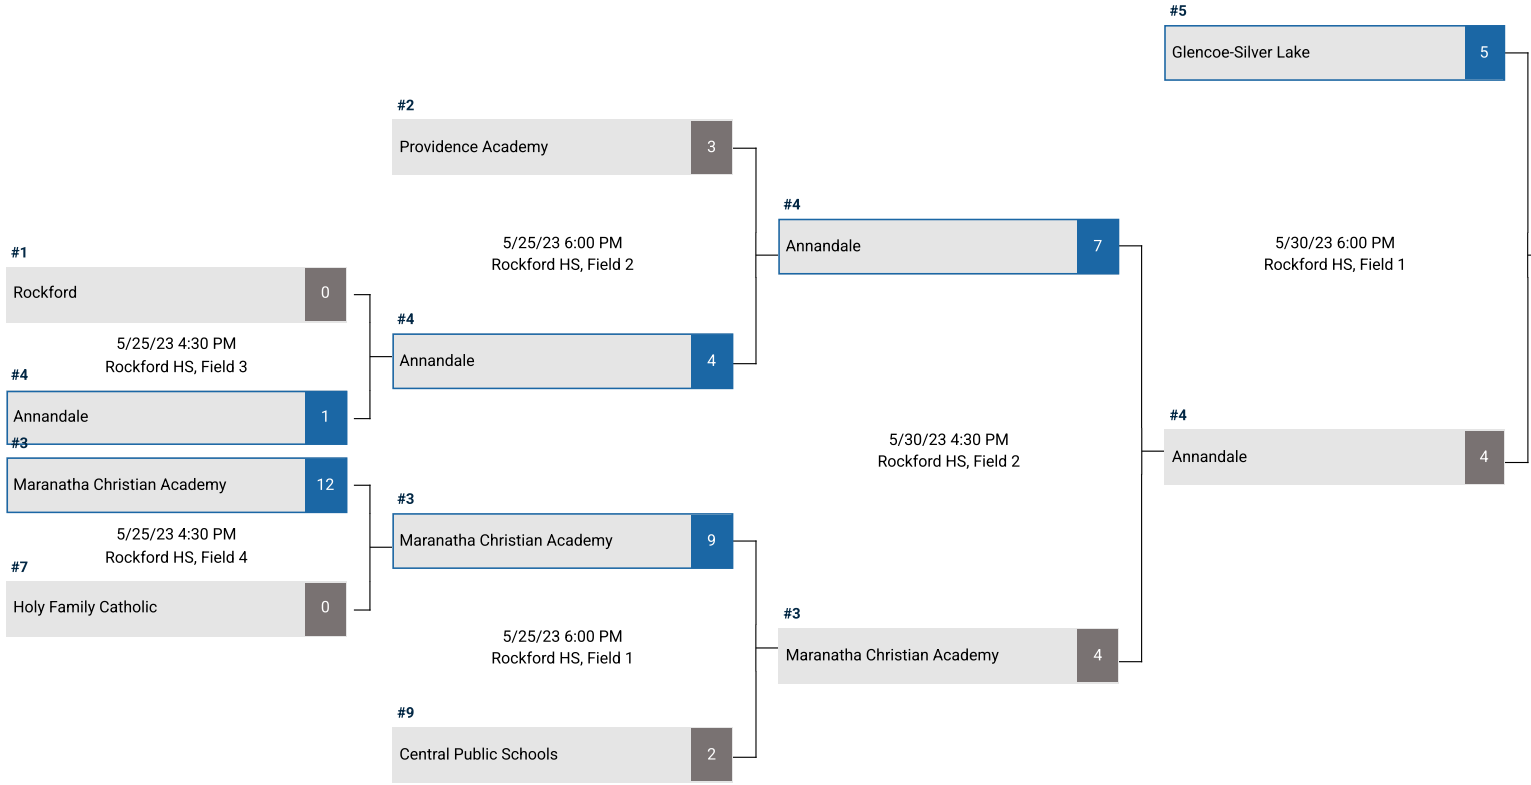 #5
Glencoe-Silver Lake 5
5/30/23 6:00 PM
Rockford HS, Field 1
#4
Annandale 4
#2
Providence Academy 3
5/25/23 6:00 PM
Rockford HS, Field 2
#4
Annandale 4
#4
Annandale 7
5/30/23 4:30 PM
Rockford HS, Field 2
#3
Maranatha Christian Academy 4
#1
Rockford 0
5/25/23 4:30 PM
Rockford HS, Field 3
#4
Annandale 1
#3
Maranatha Christian Academy 12
5/25/23 4:30 PM
Rockford HS, Field 4
#7
Holy Family Catholic 0
#3
Maranatha Christian Academy 9
5/25/23 6:00 PM
Rockford HS, Field 1
#9
Central Public Schools 2